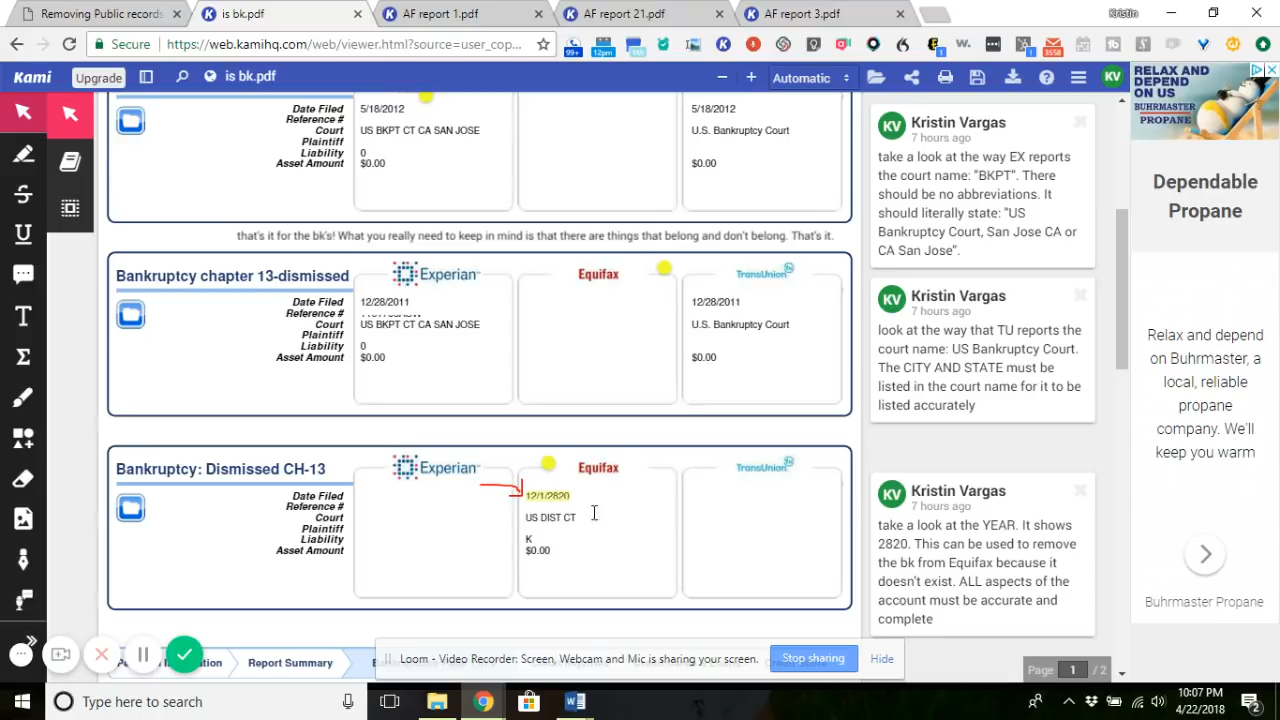 Removing Public records
is bk.pdf
AF report 1.pdf
AF report 21.pdf
AF report 3.pdf
Kristin
Secure
https://web.kamihq.com/web/viewer.html?source=user_cop...
99+
12pm
14h
3558
Kami
Upgrade
is bk.pdf
Automatic
KV
Date Filed 5/18/2012 5/18/2012
Reference #
Court US BKPT CT CA SAN JOSE U.S. Bankruptcy Court
Plaintiff
Liability 0
Asset Amount $0.00 $0.00
that's it for the bk's! What you really need to keep in mind is that there are things that belong and don't belong. That's it.
Bankruptcy chapter 13-dismissed Experian Equifax TransUnion
Date Filed 12/28/2011 12/28/2011
Reference #
Court US BKPT CT CA SAN JOSE U.S. Bankruptcy Court
Plaintiff
Liability 0
Asset Amount $0.00 $0.00
Bankruptcy: Dismissed CH-13 Experian Equifax TransUnion
Date Filed 12/1/2820
Reference #
Court US DIST CT
Plaintiff
Liability K
Asset Amount $0.00
Report Summary
KV Kristin Vargas
7 hours ago
take a look at the way EX reports
the court name: "BKPT". There
should be no abbreviations. It
should literally state: "US
Bankruptcy Court, San Jose CA or
CA San Jose".
KV Kristin Vargas
7 hours ago
look at the way that TU reports the
court name: US Bankruptcy Court.
The CITY AND STATE must be
listed in the court name for it to be
listed accurately
KV Kristin Vargas
7 hours ago
take a look at the YEAR. It shows
2820. This can be used to remove
the bk from Equifax because it
doesn't exist. ALL aspects of the
account must be accurate and
complete
Page 1 / 2
RELAX AND
DEPEND
ON US
BUHRMASTER
PROPANE
Dependable
Propane
Relax and depend
on Buhrmaster, a
local, reliable
propane
company. We'll
keep you warm
Buhrmaster Propane
Loom - Video Recorder: Screen, Webcam and Mic is sharing your screen.
Stop sharing
Hide
Type here to search
10:07 PM
4/22/2018
2